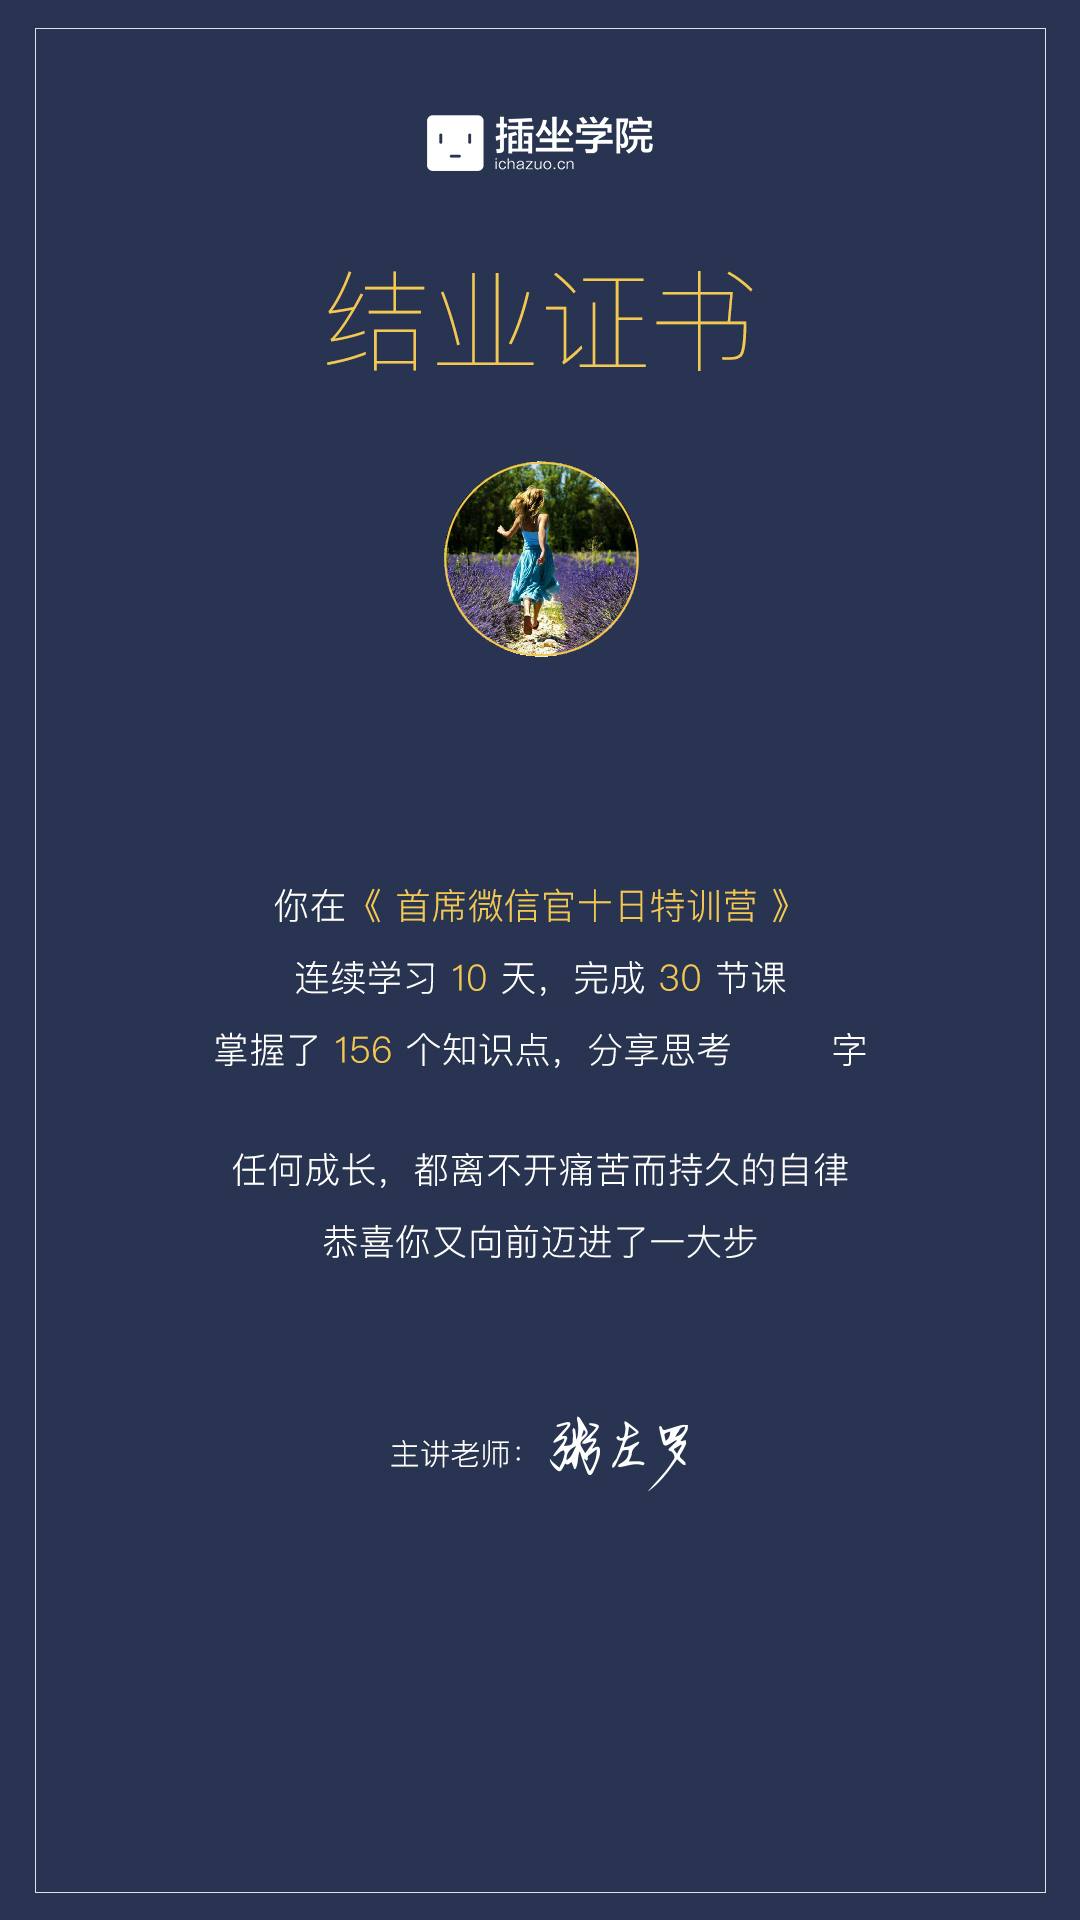 插坐学院
ichazuo.cn
结业证书
你在《 首席微信官十日特训营 》
连续学习 10 天，完成 30 节课
掌握了 156 个知识点，分享思考 字
任何成长，都离不开痛苦而持久的自律
恭喜你又向前迈进了一大步
主讲老师：粥左罗